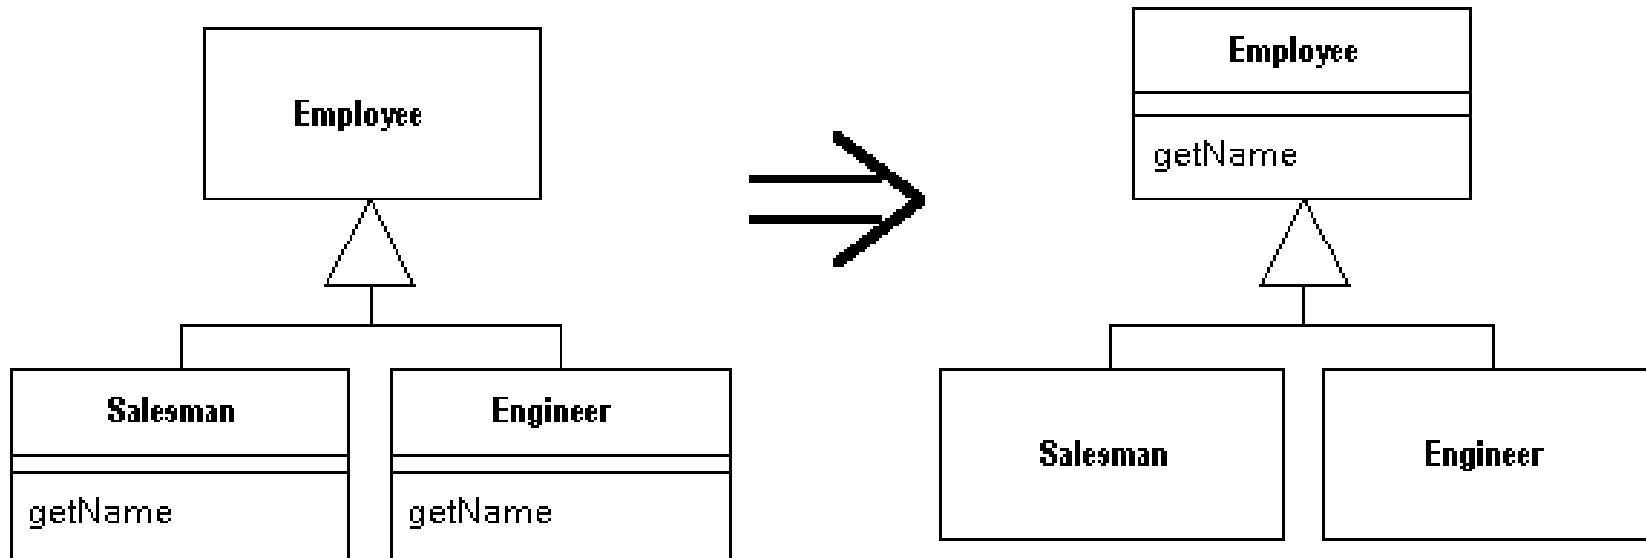 Employee
Salesman
getName
Engineer
getName
Employee
getName
Salesman
Engineer